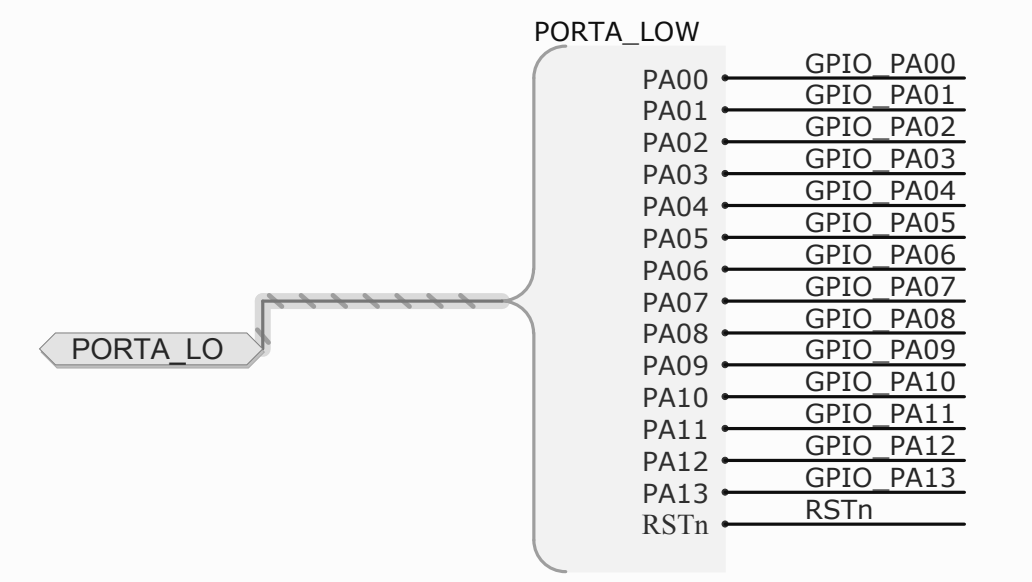 PORTA_LOW
PA00 GPIO_PA00
PA01 GPIO_PA01
PA02 GPIO_PA02
PA03 GPIO_PA03
PA04 GPIO_PA04
PA05 GPIO_PA05
PA06 GPIO_PA06
PA07 GPIO_PA07
PORTA_LO
PA08 GPIO_PA08
PA09 GPIO_PA09
PA10 GPIO_PA10
PA11 GPIO_PA11
PA12 GPIO_PA12
PA13 GPIO_PA13
RSTn RSTn